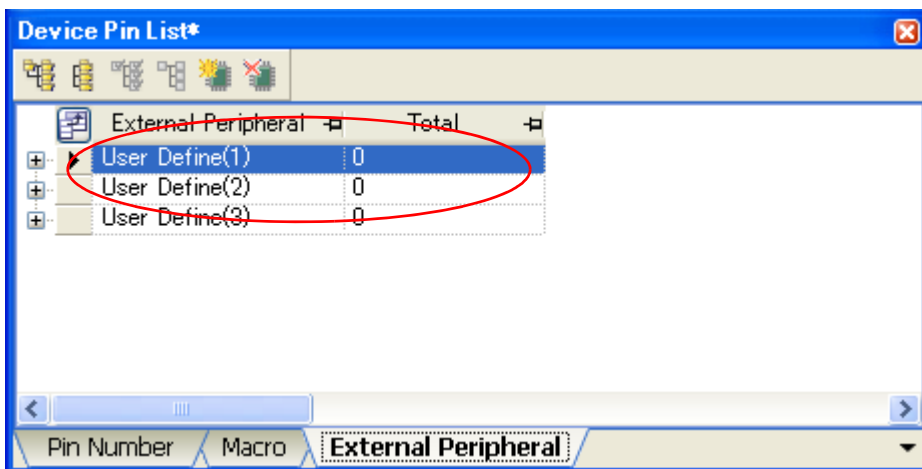 Device Pin List*
External Peripheral Total
User Define(1) 0
User Define(2) 0
User Define(3) 0
Pin Number Macro External Peripheral